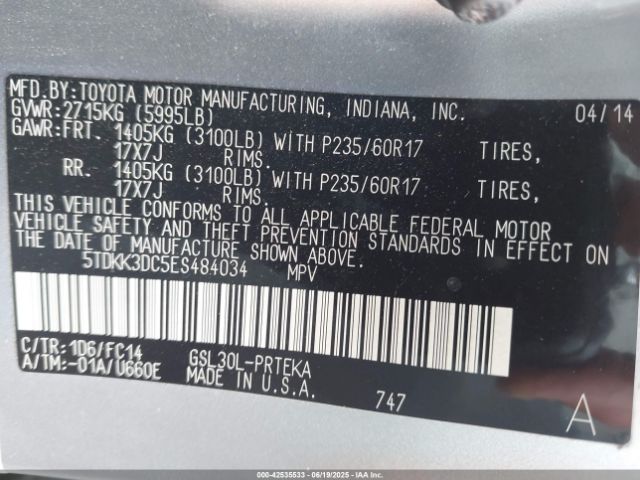 MFD.BY:TOYOTA MOTOR MANUFACTURING, INDIANA, INC. 04/14
GVWR:2715KG (5995LB)
GAWR:FRT. 1405KG (3100LB) WITH P235/60R17 TIRES,
17X7J RIMS.
RR. 1405KG (3100LB) WITH P235/60R17 TIRES,
17X7J RIMS.
THIS VEHICLE CONFORMS TO ALL APPLICABLE FEDERAL MOTOR
VEHICLE SAFETY AND THEFT PREVENTION STANDARDS IN EFFECT ON
THE DATE OF MANUFACTURE SHOWN ABOVE.
5TDKK3DC5ES484034 MPV
C/TR:1D6/FC14 GSL30L-PRTEKA
A/TM:-01A/U660E MADE IN U.S.A.
747 A
000-42535533 - 06/19/2025 - IAAI